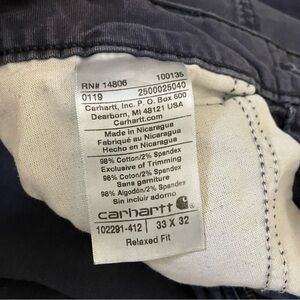 RN# 14806 100135
0119 2500025040
Carhartt, Inc. P. O. Box 600
Dearborn, MI 48121 USA
Carhartt.com
Made in Nicaragua
Fabriqué au Nicaragua
Hecho en Nicaragua
98% Cotton/2% Spandex
Exclusive of Trimming
98% Coton/2% Spandex
Sans garniture
98% Algodón/2% Spandex
Sin incluir adorno
carhartt
102291-412 33 X 32
Relaxed Fit